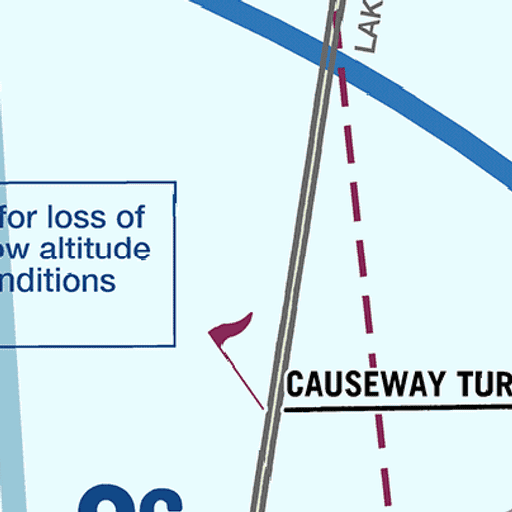 LAK
for loss of
ow altitude
nditions
CAUSEWAY TUR